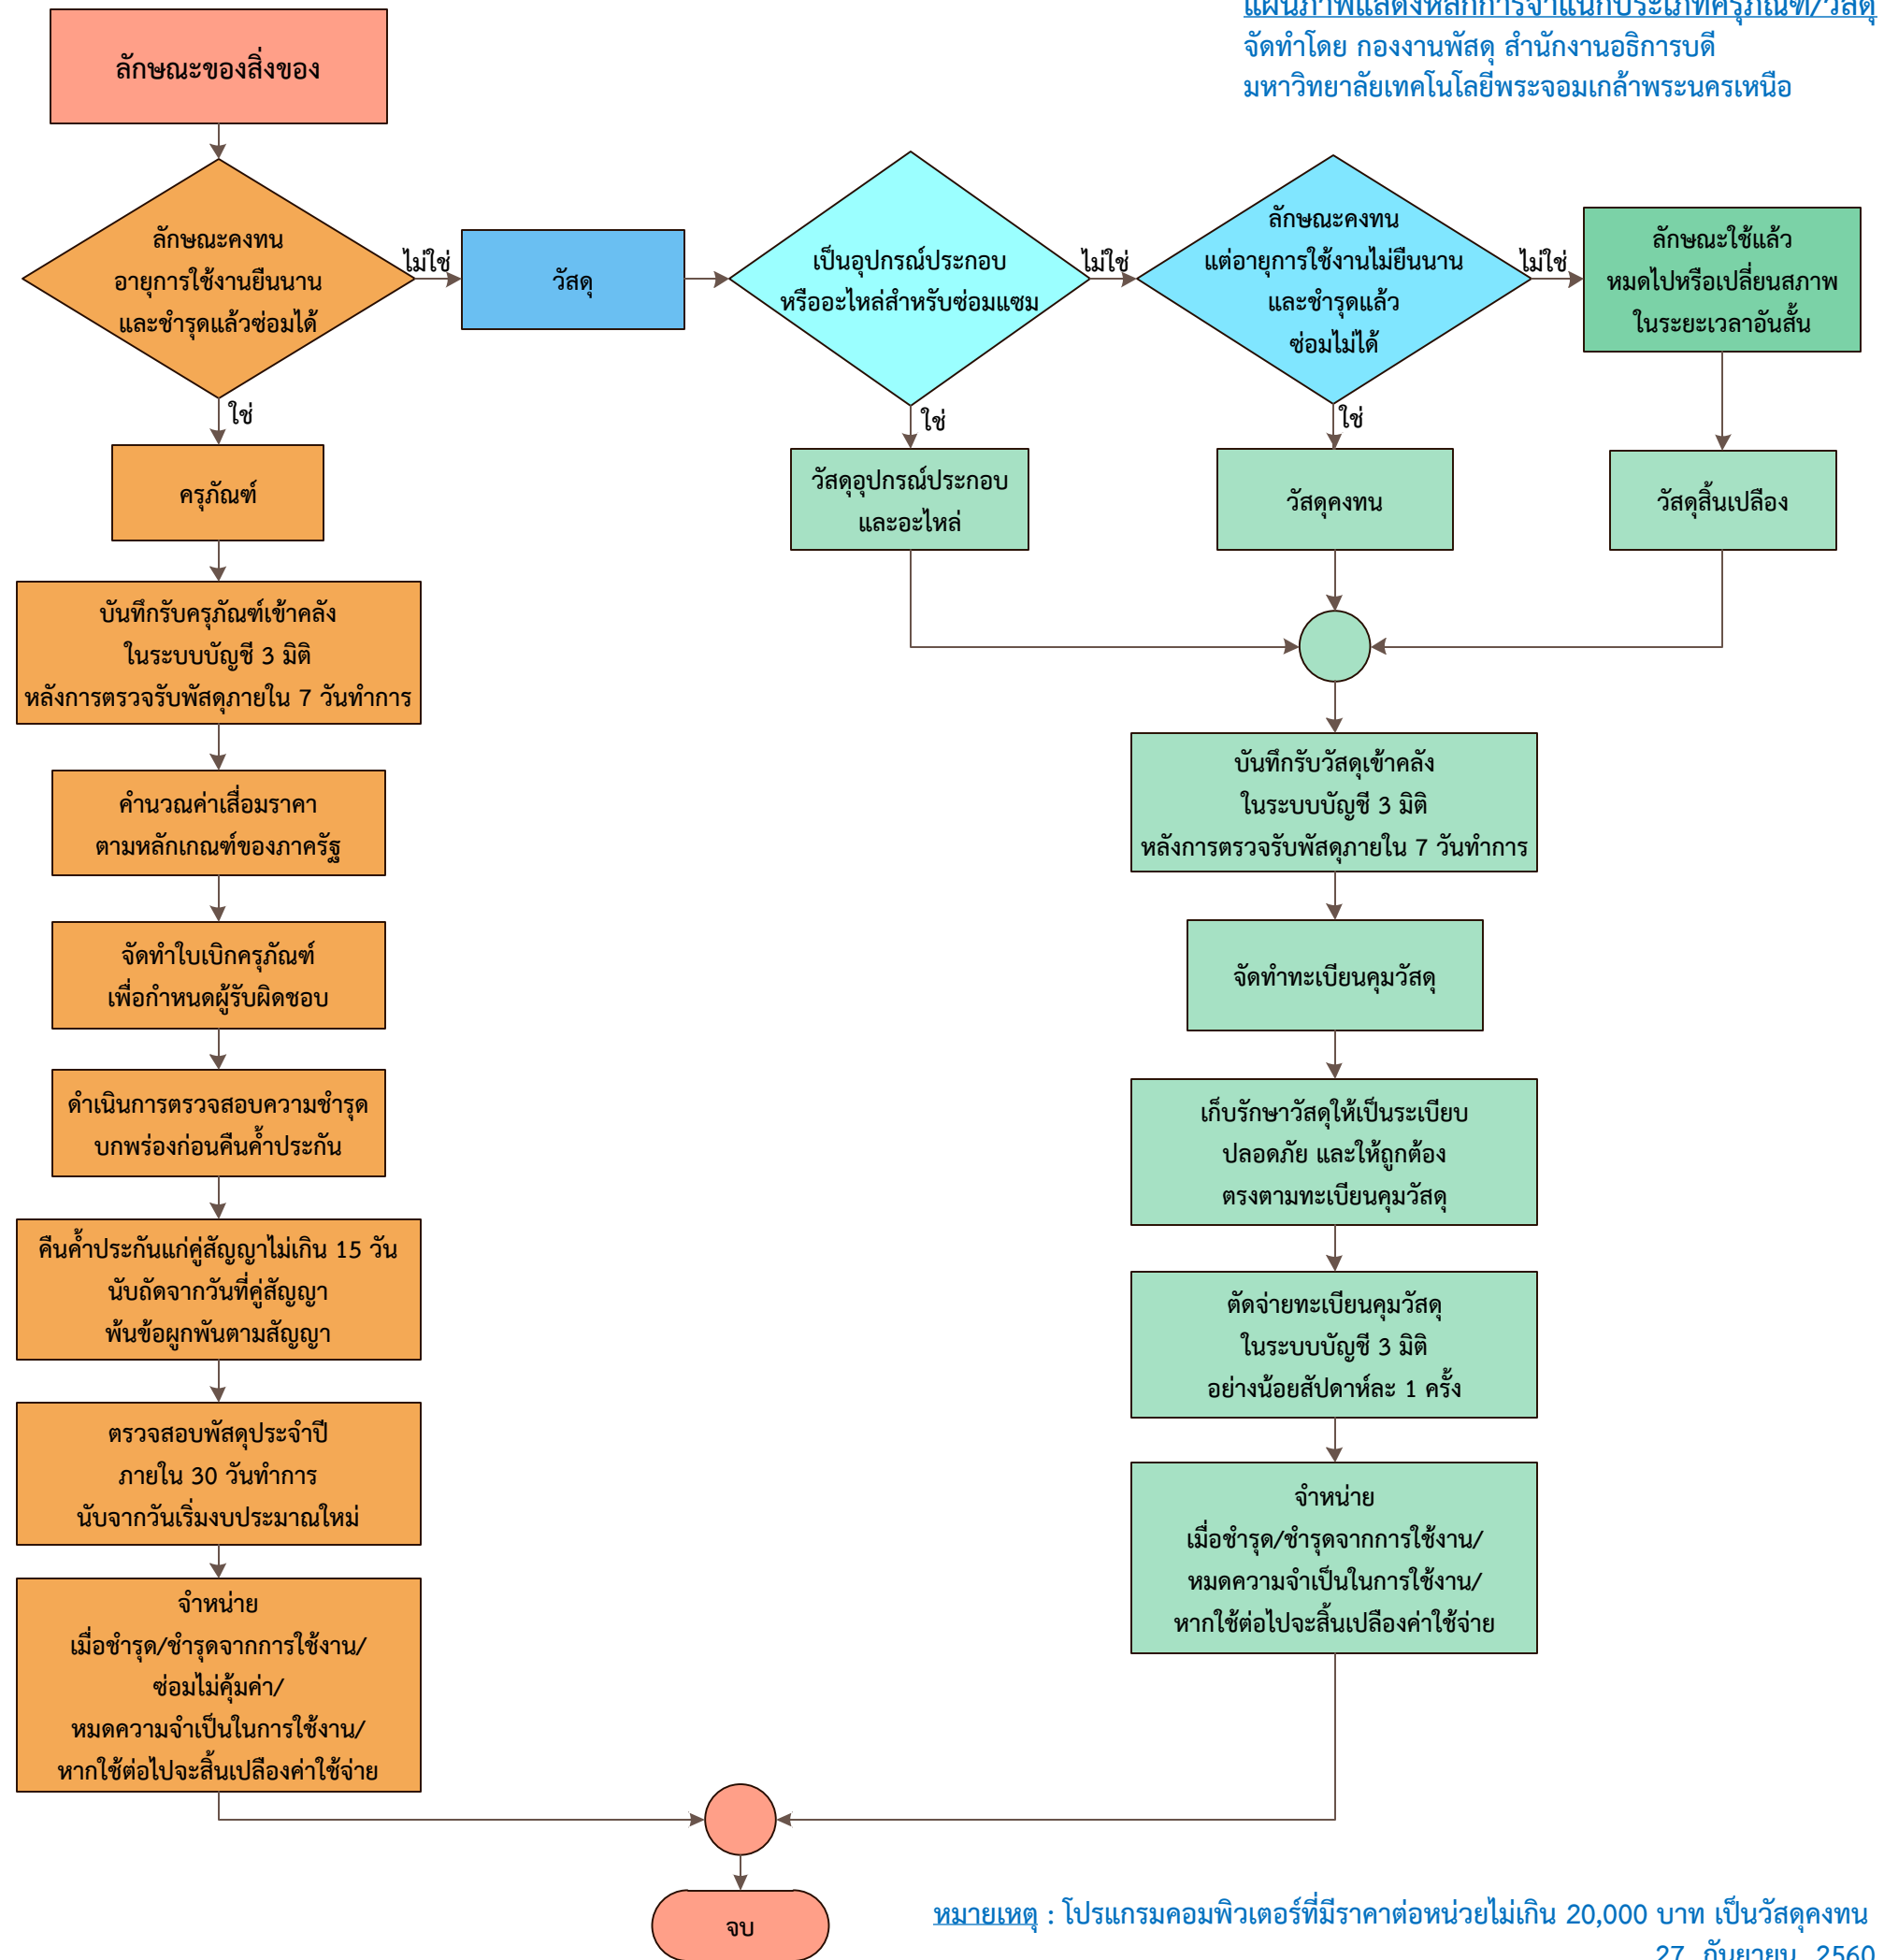 แผนภาพแสดงหลักการจำแนกประเภทครุภัณฑ์/วัสดุ
จัดทำโดย กองงานพัสดุ สำนักงานอธิการบดี
มหาวิทยาลัยเทคโนโลยีพระจอมเกล้าพระนครเหนือ
ลักษณะของสิ่งของ
ลักษณะคงทน
อายุการใช้งานยืนนาน
และชำรุดแล้วซ่อมได้
ไม่ใช่
วัสดุ
เป็นอุปกรณ์ประกอบ
หรืออะไหล่สำหรับซ่อมแซม
ไม่ใช่
ลักษณะคงทน
แต่อายุการใช้งานไม่ยืนนาน
และชำรุดแล้ว
ซ่อมไม่ได้
ไม่ใช่
ลักษณะใช้แล้ว
หมดไปหรือเปลี่ยนสภาพ
ในระยะเวลาอันสั้น
ใช่
ใช่
ใช่
ครุภัณฑ์
วัสดุอุปกรณ์ประกอบ
และอะไหล่
วัสดุคงทน
วัสดุสิ้นเปลือง
บันทึกรับครุภัณฑ์เข้าคลัง
ในระบบบัญชี 3 มิติ
หลังการตรวจรับพัสดุภายใน 7 วันทำการ
คำนวณค่าเสื่อมราคา
ตามหลักเกณฑ์ของภาครัฐ
จัดทำใบเบิกครุภัณฑ์
เพื่อกำหนดผู้รับผิดชอบ
ดำเนินการตรวจสอบความชำรุด
บกพร่องก่อนคืนค้ำประกัน
คืนค้ำประกันแก่คู่สัญญาไม่เกิน 15 วัน
นับถัดจากวันที่คู่สัญญา
พ้นข้อผูกพันตามสัญญา
ตรวจสอบพัสดุประจำปี
ภายใน 30 วันทำการ
นับจากวันเริ่มงบประมาณใหม่
จำหน่าย
เมื่อชำรุด/ชำรุดจากการใช้งาน/
ซ่อมไม่คุ้มค่า/
หมดความจำเป็นในการใช้งาน/
หากใช้ต่อไปจะสิ้นเปลืองค่าใช้จ่าย
บันทึกรับวัสดุเข้าคลัง
ในระบบบัญชี 3 มิติ
หลังการตรวจรับพัสดุภายใน 7 วันทำการ
จัดทำทะเบียนคุมวัสดุ
เก็บรักษาวัสดุให้เป็นระเบียบ
ปลอดภัย และให้ถูกต้อง
ตรงตามทะเบียนคุมวัสดุ
ตัดจ่ายทะเบียนคุมวัสดุ
ในระบบบัญชี 3 มิติ
อย่างน้อยสัปดาห์ละ 1 ครั้ง
จำหน่าย
เมื่อชำรุด/ชำรุดจากการใช้งาน/
หมดความจำเป็นในการใช้งาน/
หากใช้ต่อไปจะสิ้นเปลืองค่าใช้จ่าย
จบ
หมายเหตุ : โปรแกรมคอมพิวเตอร์ที่มีราคาต่อหน่วยไม่เกิน 20,000 บาท เป็นวัสดุคงทน
27 กันยายน 2560